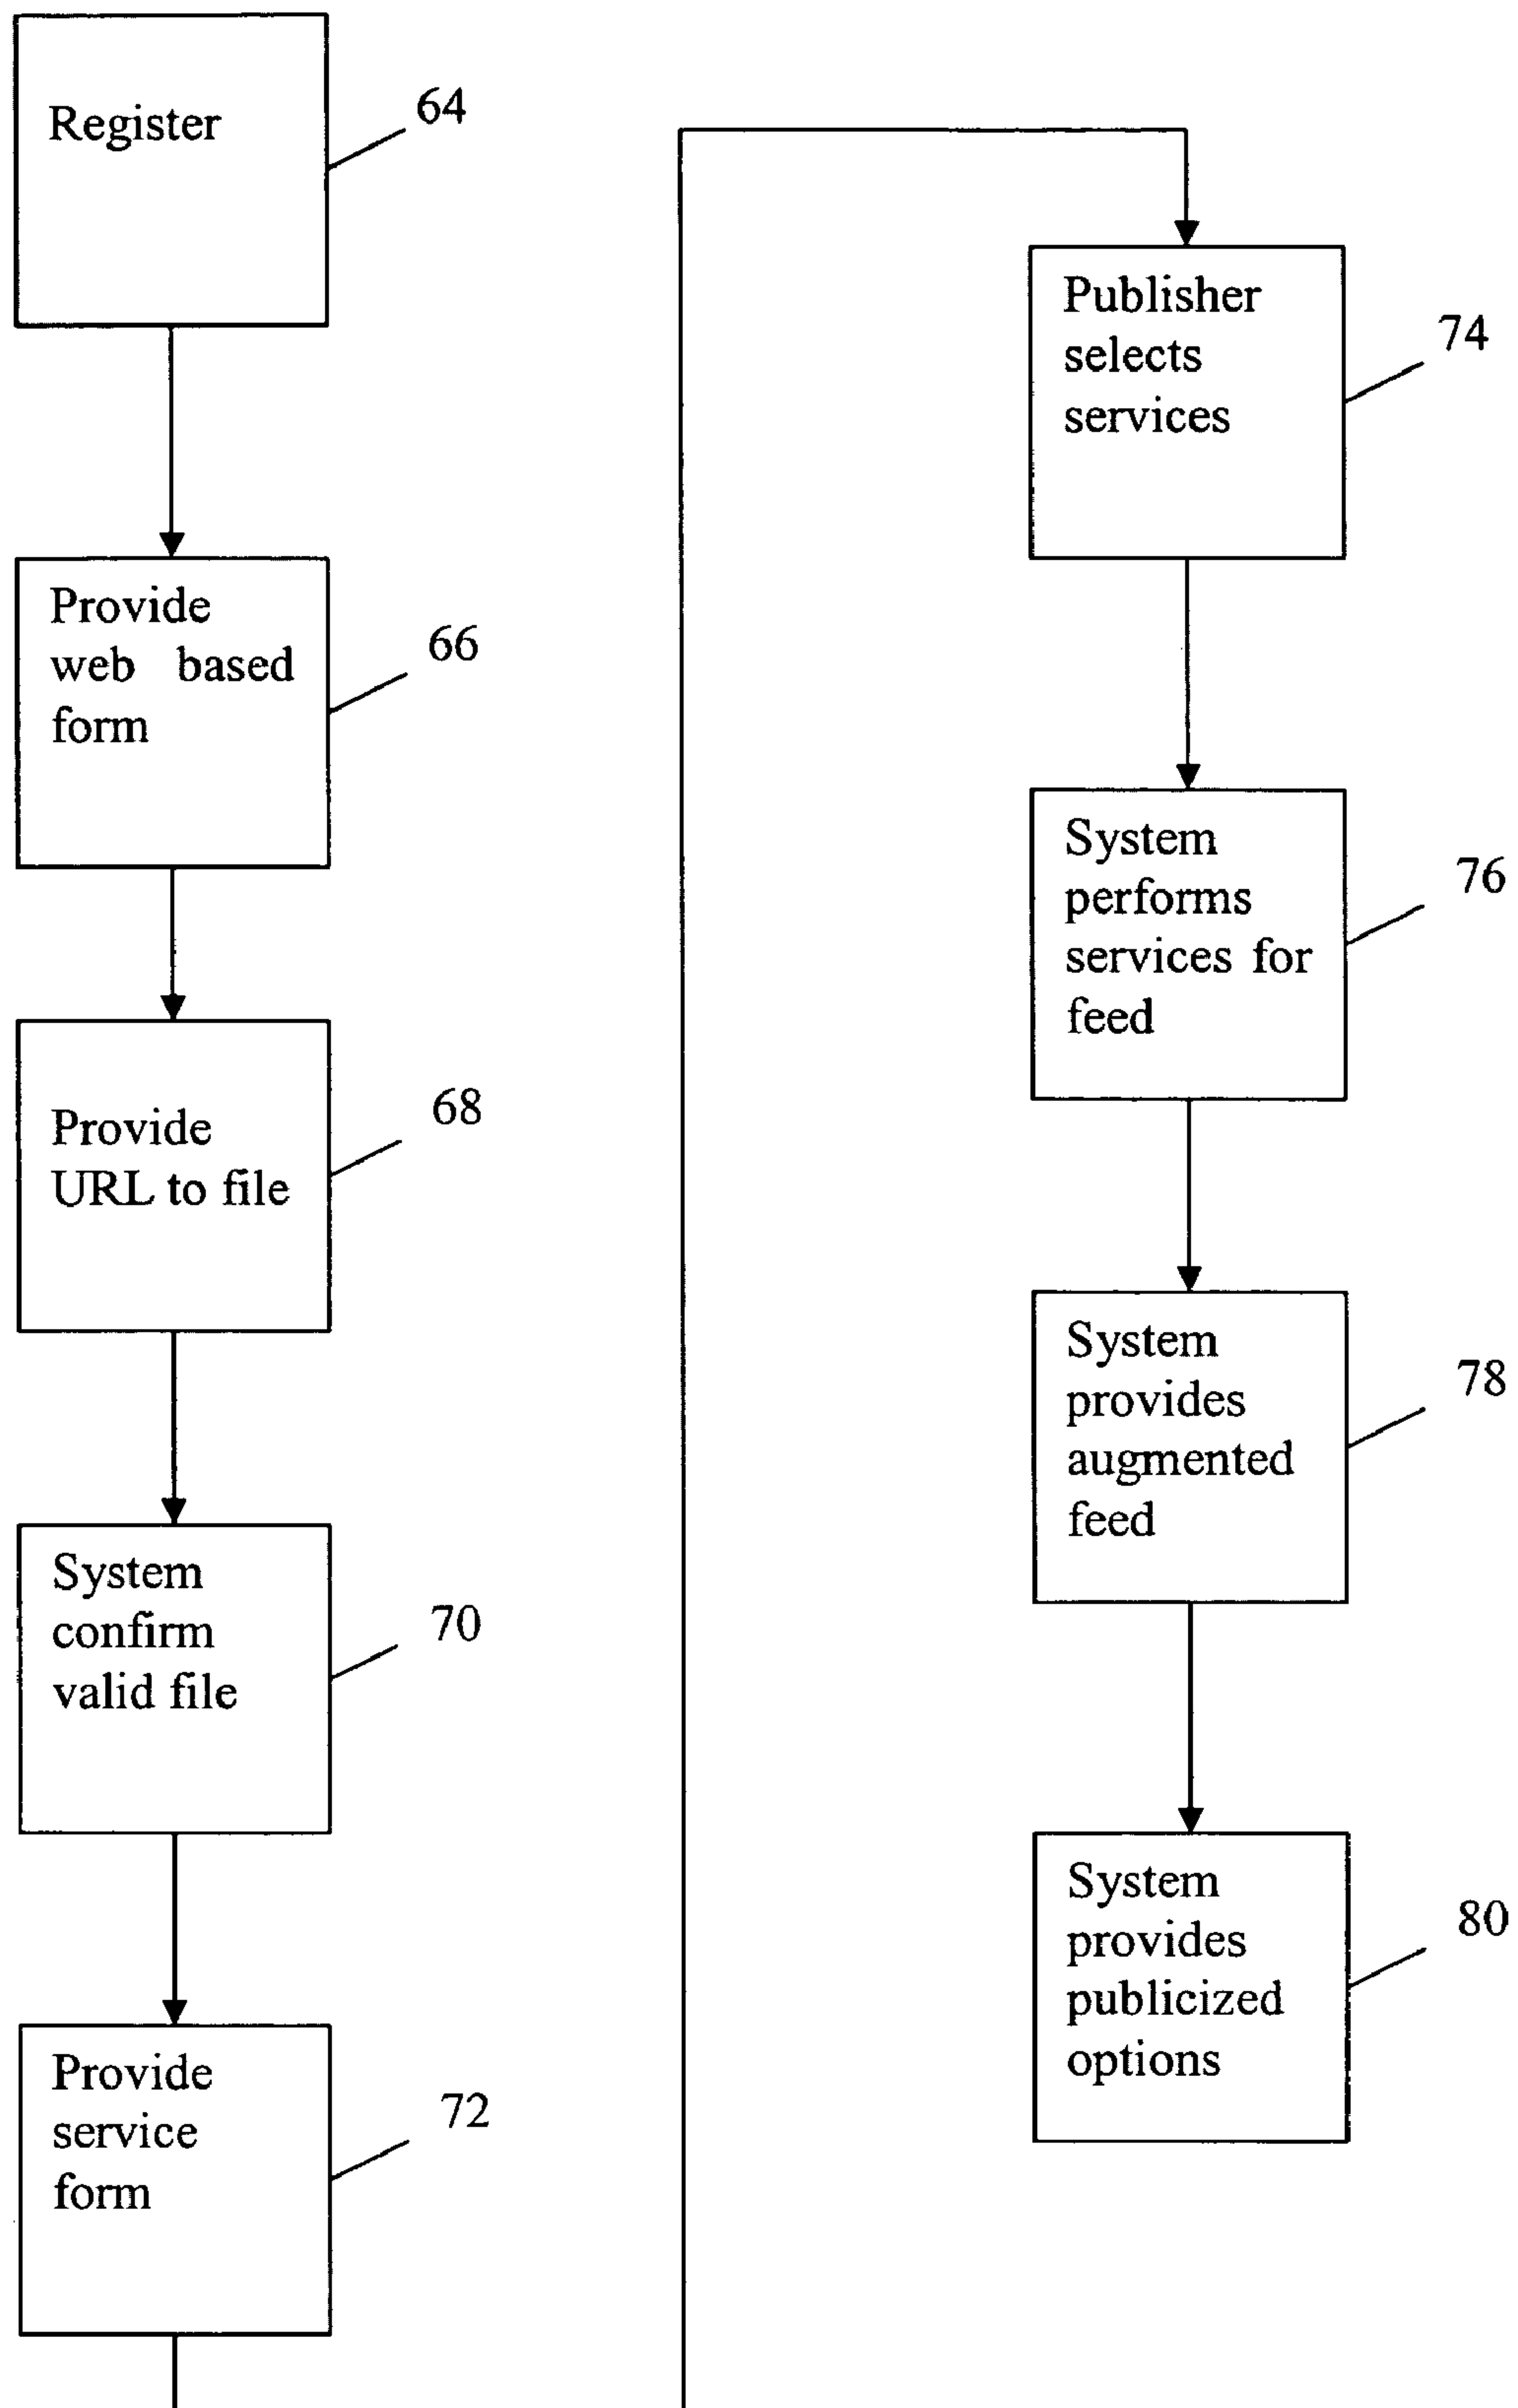 Register
64
Provide
web based
form
66
Provide
URL to file
68
System
confirm
valid file
70
Provide
service
form
72
Publisher
selects
services
74
System
performs
services for
feed
76
System
provides
augmented
feed
78
System
provides
publicized
options
80